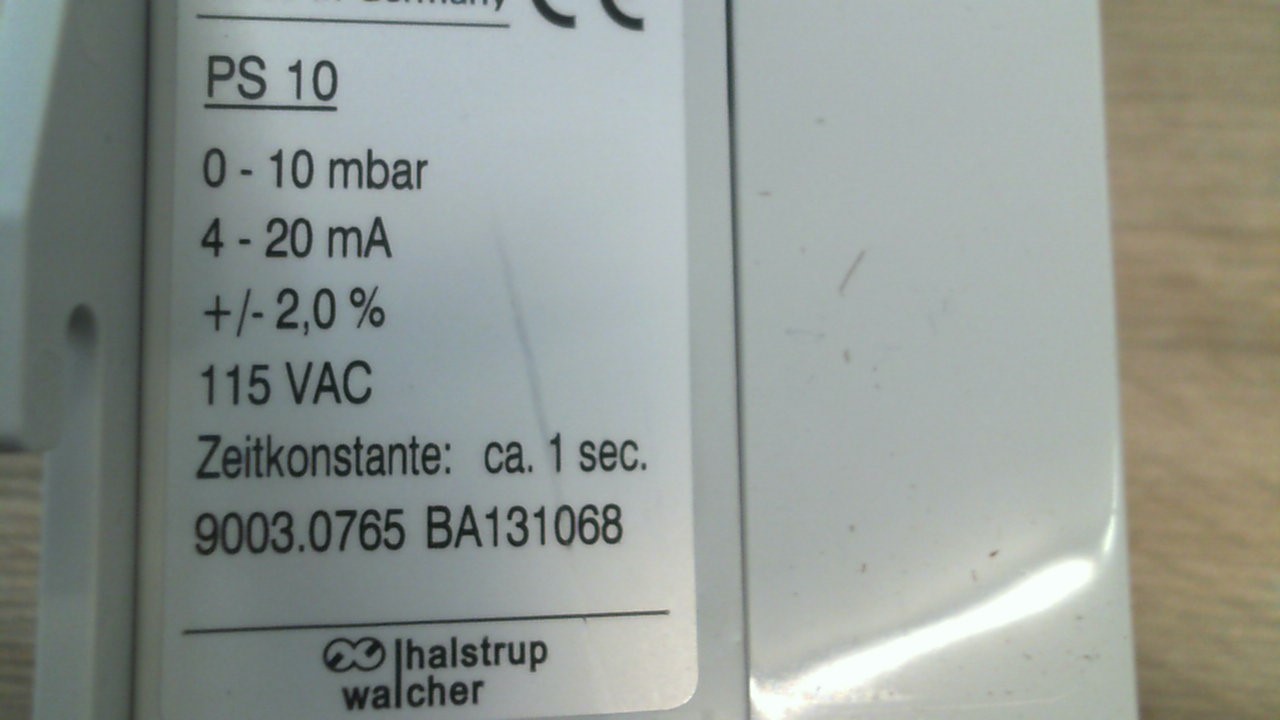 Germany
PS 10
0 - 10 mbar
4 - 20 mA
+/- 2,0 %
115 VAC
Zeitkonstante: ca. 1 sec.
9003.0765 BA131068
halstrup
walcher